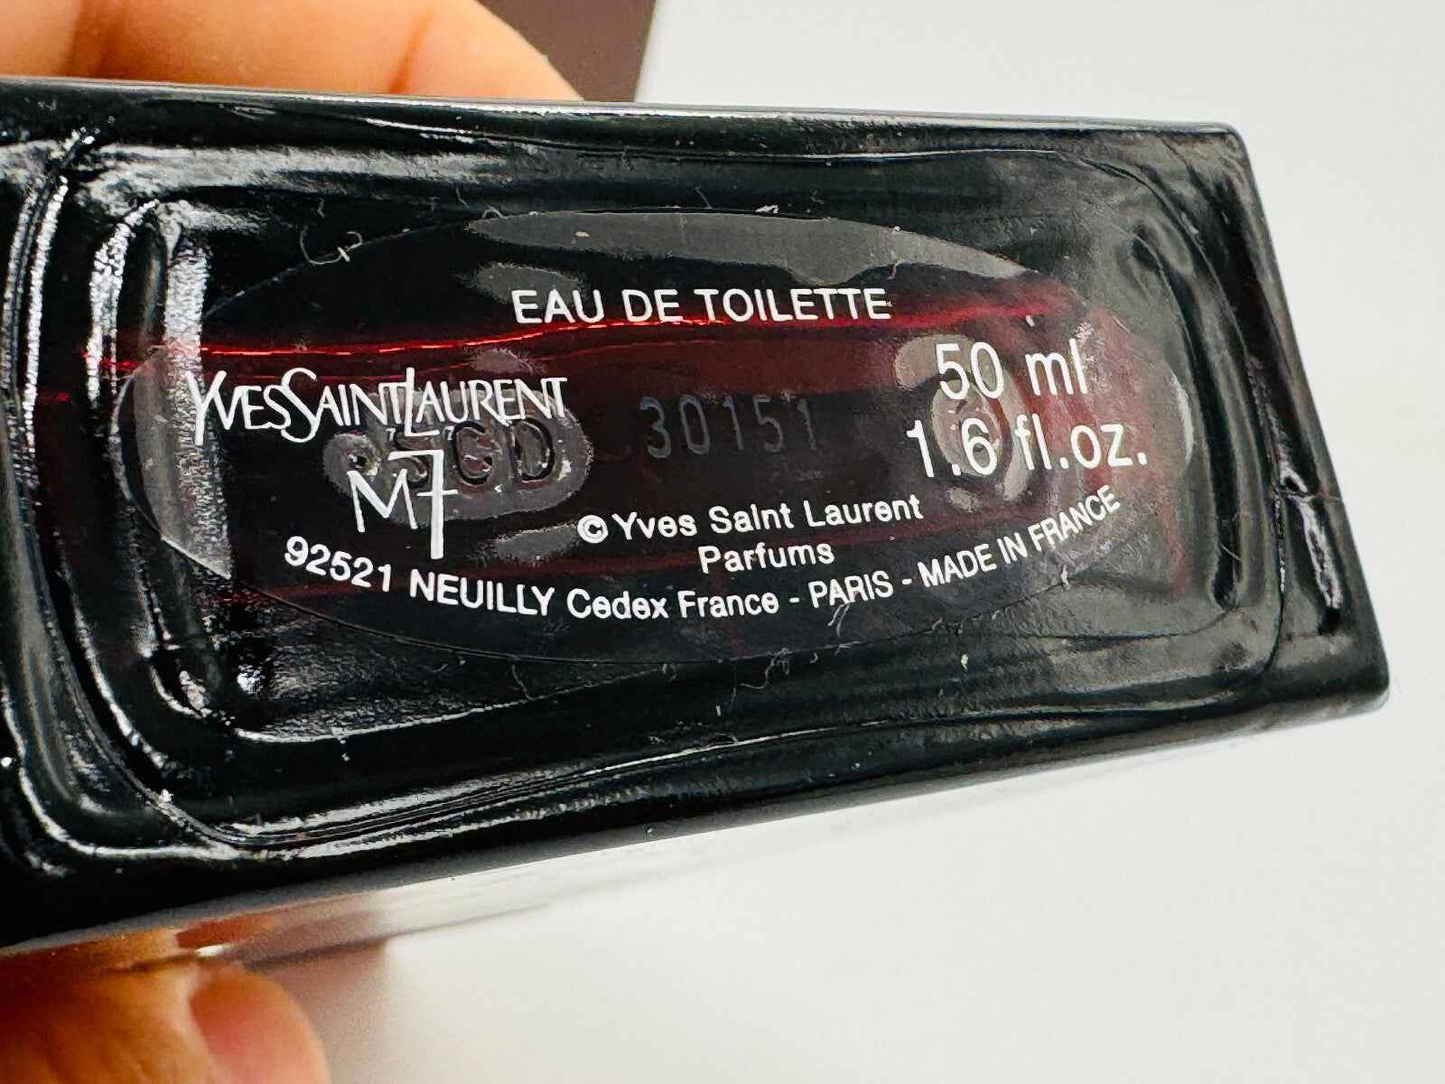 EAU DE TOILETTE
YVESSAINTLAURENT
M7
30151
50 ml
1.6 fl.oz.
© Yves Saint Laurent
Parfums
92521 NEUILLY Cedex France - PARIS - MADE IN FRANCE